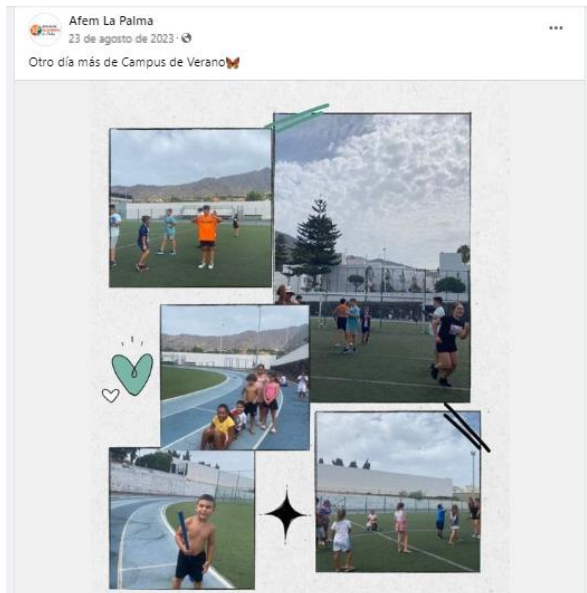 Afem La Palma
23 de agosto de 2023 ·
Otro día más de Campus de Verano